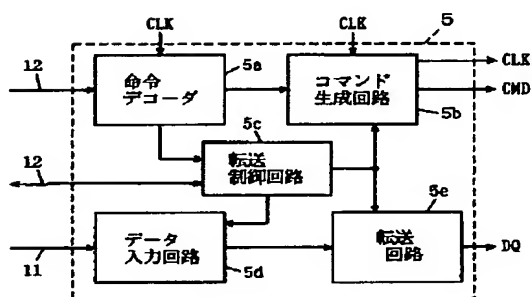 CLK
CLK
5
12
命令
デコーダ
5a
コマンド
生成回路
5b
CLK
CMD
5c
12
転送
制御回路
5e
11
データ
入力回路
5d
転送
回路
DQ